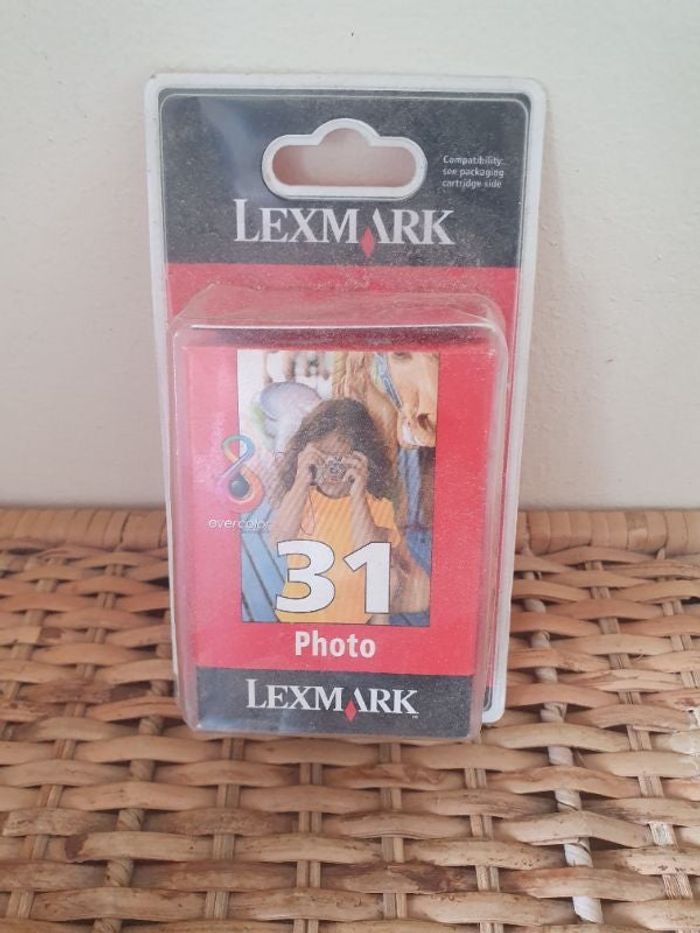 Compatibility:
see packaging
cartridge side
LEXMARK
evercolor
31
Photo
LEXMARK